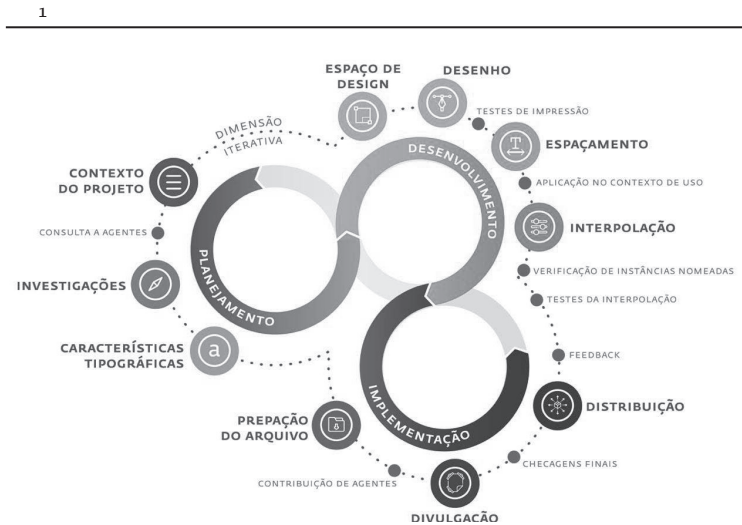 1
ESPAÇO DE
DESIGN
DESENHO
TESTES DE IMPRESSÃO
DIMENSÃO
ITERATIVA
DESENVOLVIMENTO
ESPAÇAMENTO
CONTEXTO
DO PROJETO
APLICAÇÃO NO CONTEXTO DE USO
CONSULTA A AGENTES
INTERPOLAÇÃO
PLANEJAMENTO
INVESTIGAÇÕES
VERIFICAÇÃO DE INSTÂNCIAS NOMEADAS
TESTES DA INTERPOLAÇÃO
CARACTERÍSTICAS
TIPOGRÁFICAS
a
FEEDBACK
IMPLEMENTAÇÃO
DISTRIBUIÇÃO
PREPAÇÃO
DO ARQUIVO
CHECAGENS FINAIS
CONTRIBUIÇÃO DE AGENTES
DIVULGAÇÃO